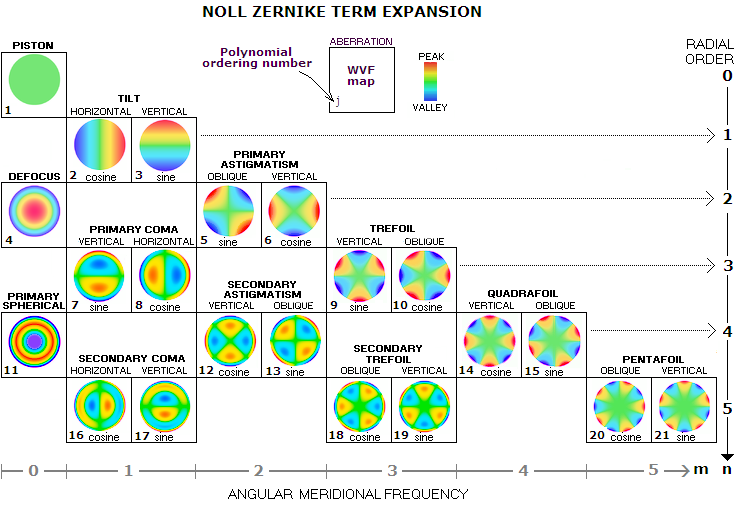 NOLL ZERNIKE TERM EXPANSION
ABERRATION
Polynomial
ordering number
WVF
map
j
PEAK
VALLEY
RADIAL
ORDER
0
PISTON
1
TILT
HORIZONTAL VERTICAL
2 cosine 3 sine
1
DEFOCUS
4
PRIMARY
ASTIGMATISM
OBLIQUE VERTICAL
5 sine 6 cosine
2
PRIMARY COMA
VERTICAL HORIZONTAL
7 sine 8 cosine
TREFOIL
VERTICAL OBLIQUE
9 sine 10 cosine
3
PRIMARY
SPHERICAL
11
SECONDARY
ASTIGMATISM
VERTICAL OBLIQUE
12 cosine 13 sine
QUADRAFOIL
VERTICAL OBLIQUE
14 cosine 15 sine
4
SECONDARY COMA
HORIZONTAL VERTICAL
16 cosine 17 sine
SECONDARY
TREFOIL
OBLIQUE VERTICAL
18 cosine 19 sine
PENTAFOIL
OBLIQUE VERTICAL
20 cosine 21 sine
5
0 1 2 3 4 5 m n
ANGULAR MERIDIONAL FREQUENCY